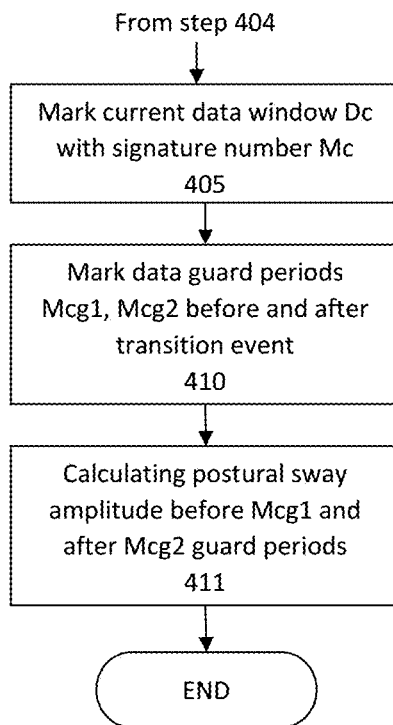 From step 404
Mark current data window Dc
with signature number Mc
405
Mark data guard periods
Mcg1, Mcg2 before and after
transition event
410
Calculating postural sway
amplitude before Mcg1 and
after Mcg2 guard periods
411
END